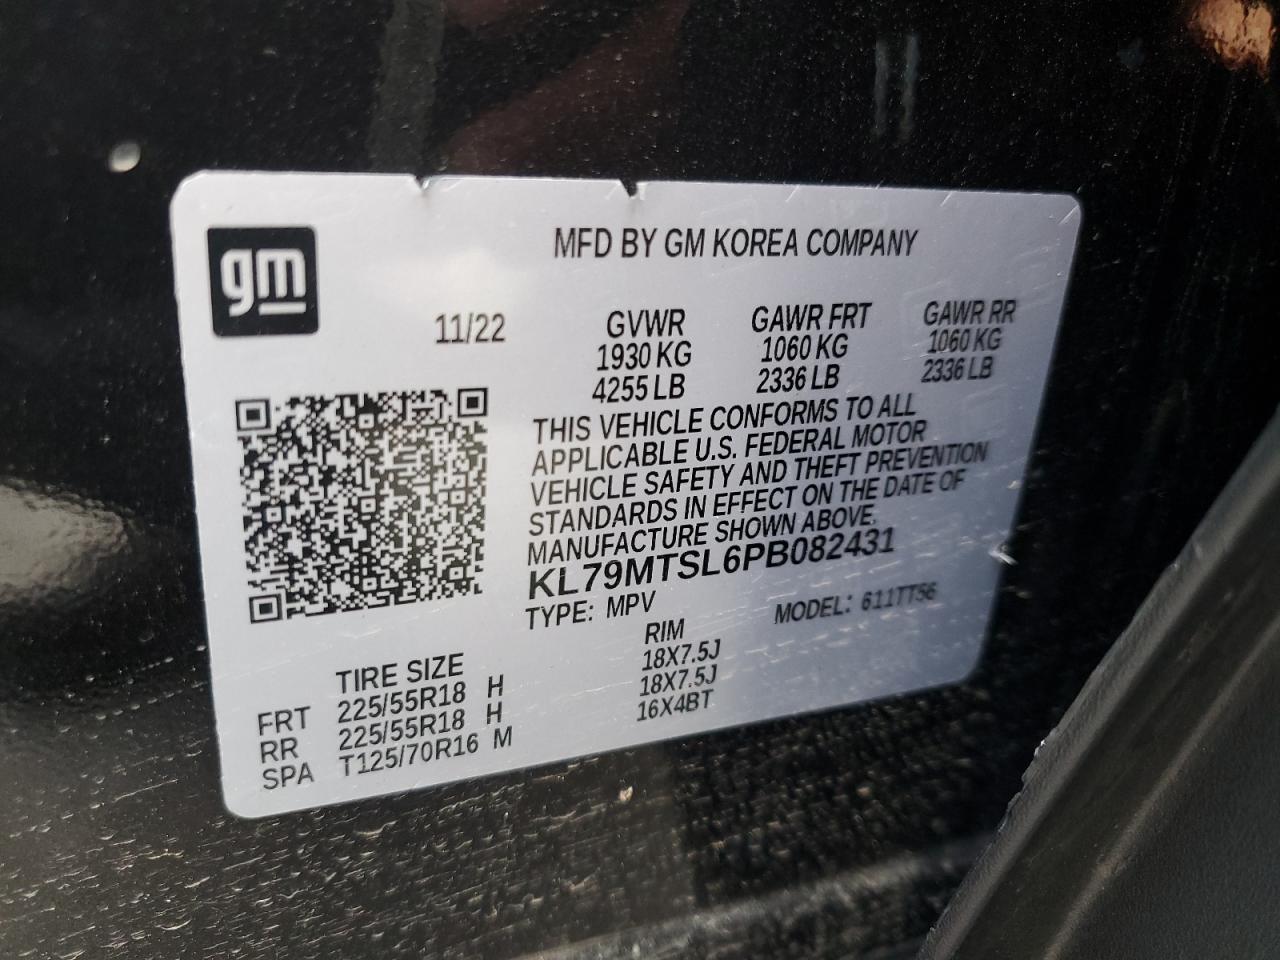 gm
MFD BY GM KOREA COMPANY
11/22 GVWR GAWR FRT GAWR RR
1930 KG 1060 KG 1060 KG
4255 LB 2336 LB 2336 LB
THIS VEHICLE CONFORMS TO ALL
APPLICABLE U.S. FEDERAL MOTOR
VEHICLE SAFETY AND THEFT PREVENTION
STANDARDS IN EFFECT ON THE DATE OF
MANUFACTURE SHOWN ABOVE.
KL79MTSL6PB082431
TYPE: MPV MODEL: 611TT56
TIRE SIZE RIM
FRT 225/55R18 H 18X7.5J
RR 225/55R18 H 18X7.5J
SPA T125/70R16 M 16X4BT